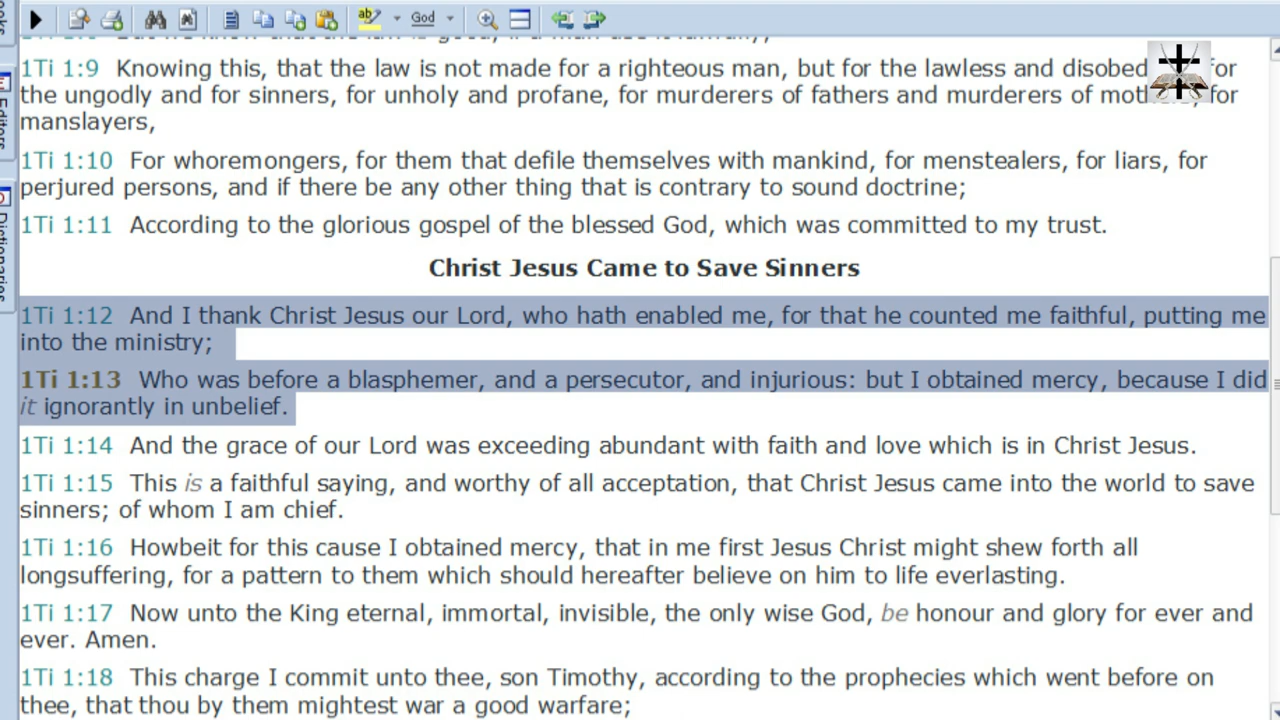 God
1Ti 1:9 Knowing this, that the law is not made for a righteous man, but for the lawless and for
the ungodly and for sinners, for unholy and profane, for murderers of fathers and murderers of for
manslayers,
1Ti 1:10 For whoremongers, for them that defile themselves with mankind, for menstealers, for liars, for
perjured persons, and if there be any other thing that is contrary to sound doctrine;
1Ti 1:11 According to the glorious gospel of the blessed God, which was committed to my trust.
Christ Jesus Came to Save Sinners
1Ti 1:12 And I thank Christ Jesus our Lord, who hath enabled me, for that he counted me faithful, putting me
into the ministry;
1Ti 1:13 Who was before a blasphemer, and a persecutor, and injurious: but I obtained mercy, because I did
it ignorantly in unbelief.
1Ti 1:14 And the grace of our Lord was exceeding abundant with faith and love which is in Christ Jesus.
1Ti 1:15 This is a faithful saying, and worthy of all acceptation, that Christ Jesus came into the world to save
sinners; of whom I am chief.
1Ti 1:16 Howbeit for this cause I obtained mercy, that in me first Jesus Christ might shew forth all
longsuffering, for a pattern to them which should hereafter believe on him to life everlasting.
1Ti 1:17 Now unto the King eternal, immortal, invisible, the only wise God, be honour and glory for ever and
ever. Amen.
1Ti 1:18 This charge I commit unto thee, son Timothy, according to the prophecies which went before on
thee, that thou by them mightest war a good warfare;
Editors
Dictionaries